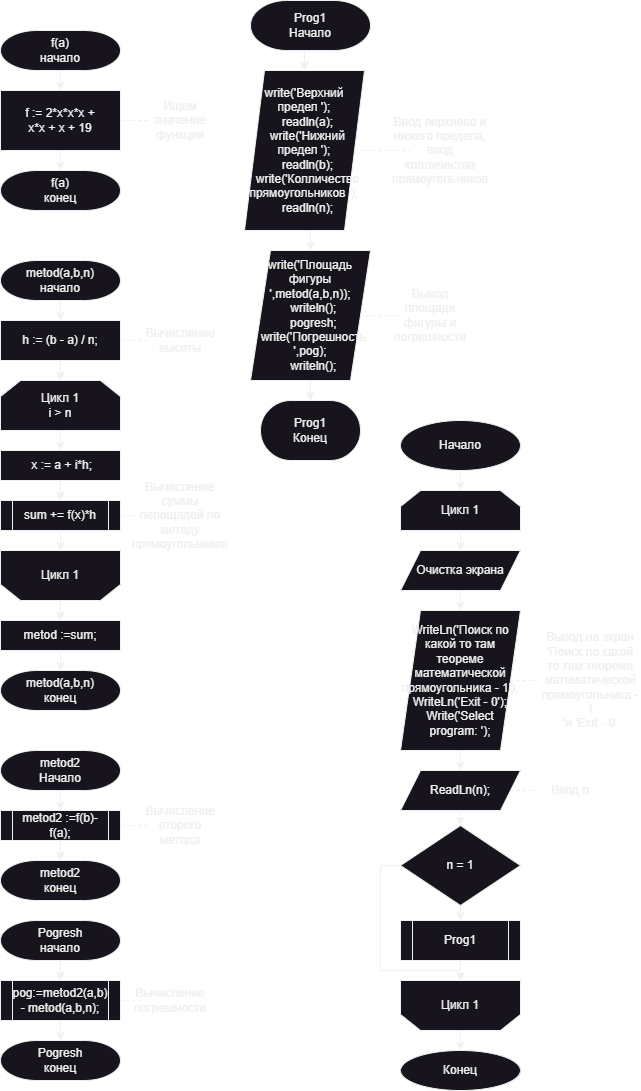 f(a)
начало
f := 2*x*x*x +
x*x + x + 19
Ищем
значение
функции
f(a)
конец
metod(a,b,n)
начало
h := (b - a) / n;
Вычисление
высоты
Цикл 1
i > n
x := a + i*h;
sum += f(x)*h
Вычисление
суммы
пелощадей по
методу
прямоугольников
Цикл 1
metod :=sum;
metod(a,b,n)
конец
metod2
Начало
metod2 :=f(b)-
f(a);
Вычисление
второго
метода
metod2
конец
Pogresh
начало
pog:=metod2(a,b)
- metod(a,b,n);
Вычисление
погрешности
Pogresh
конец
Prog1
Начало
write('Верхний
предел ');
readln(a);
write('Нижний
предел ');
readln(b);
write('Колличество
прямоугольников ');
readln(n);
Ввод верхнево и
нижего предела,
ввод
колличества
прямоугольников
write('Площадь
фигуры
',metod(a,b,n));
writeln();
pogresh;
write('Погрешность
',pog);
writeln();
Вывод
площади
фигуры и
погрешности
Prog1
Конец
Начало
Цикл 1
Очистка экрана
WriteLn('Поиск по
какой то там
теореме
математической
прямоугольника - 1');
WriteLn('Exit - 0');
Write('Select
program: ');
Вывод на экран
'Поиск по какой
то там теореме
математической
прямоугольника -
1
'и 'Exit - 0'
ReadLn(n);
Ввод n
n = 1
Prog1
Цикл 1
Конец